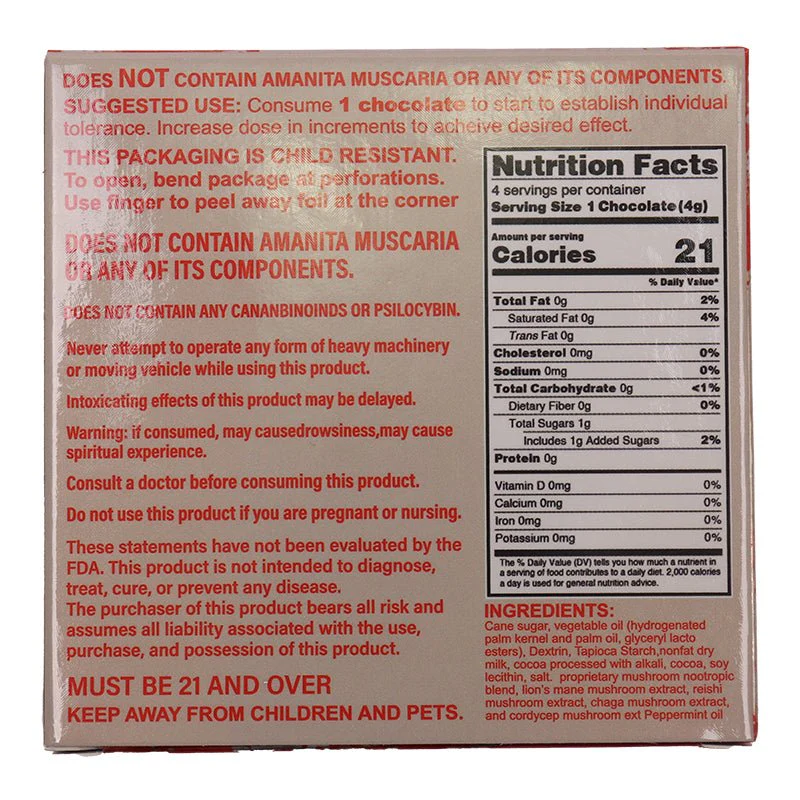 DOES NOT CONTAIN AMANITA MUSCARIA OR ANY OF ITS COMPONENTS.
SUGGESTED USE: Consume 1 chocolate to start to establish individual
tolerance. Increase dose in increments to acheive desired effect.
THIS PACKAGING IS CHILD RESISTANT.
To open, bend package at perforations.
Use finger to peel away foil at the corner
DOES NOT CONTAIN AMANITA MUSCARIA
OR ANY OF ITS COMPONENTS.
DOES NOT CONTAIN ANY CANANBINOINDS OR PSILOCYBIN.
Never attempt to operate any form of heavy machinery
or moving vehicle while using this product.
Intoxicating effects of this product may be delayed.
Warning: if consumed, may causedrowsiness,may cause
spiritual experience.
Consult a doctor before consuming this product.
Do not use this product if you are pregnant or nursing.
These statements have not been evaluated by the
FDA. This product is not intended to diagnose,
treat, cure, or prevent any disease.
The purchaser of this product bears all risk and
assumes all liability associated with the use,
purchase, and possession of this product.
MUST BE 21 AND OVER
KEEP AWAY FROM CHILDREN AND PETS.
Nutrition Facts
4 servings per container
Serving Size 1 Chocolate (4g)
Amount per serving
Calories 21
% Daily Value*
Total Fat 0g 2%
Saturated Fat 0g 4%
Trans Fat 0g
Cholesterol 0mg 0%
Sodium 0mg 0%
Total Carbohydrate 0g <1%
Dietary Fiber 0g 0%
Total Sugars 1g
Includes 1g Added Sugars 2%
Protein 0g
Vitamin D 0mg 0%
Calcium 0mg 0%
Iron 0mg 0%
Potassium 0mg 0%
The % Daily Value (DV) tells you how much a nutrient in
a serving of food contributes to a daily diet. 2,000 calories
a day is used for general nutrition advice.
INGREDIENTS:
Cane sugar, vegetable oil (hydrogenated
palm kernel and palm oil, glyceryl lacto
esters), Dextrin, Tapioca Starch,nonfat dry
milk, cocoa processed with alkali, cocoa, soy
lecithin, salt. proprietary mushroom nootropic
blend, lion's mane mushroom extract, reishi
mushroom extract, chaga mushroom extract,
and cordycep mushroom ext Peppermint oil